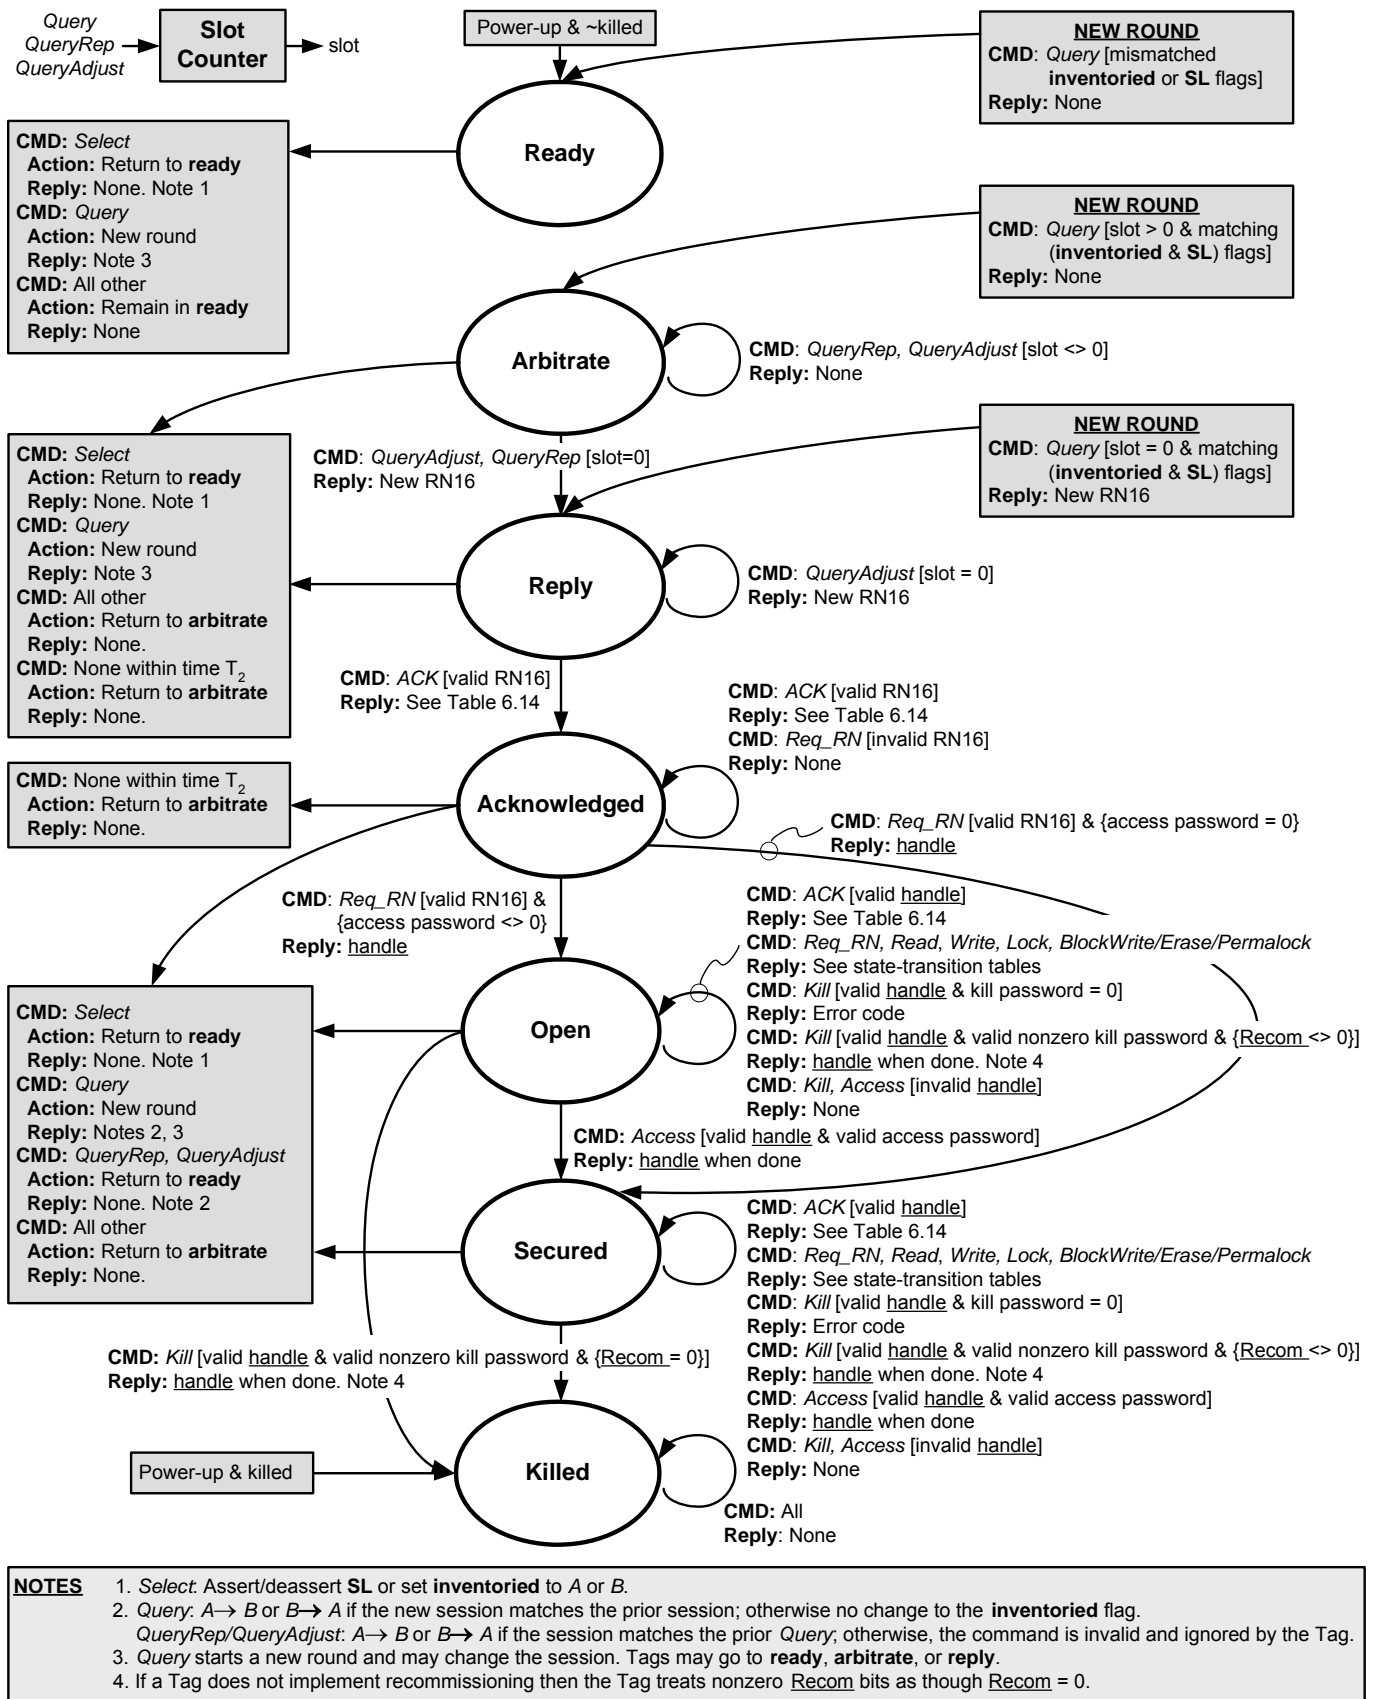 Query
QueryRep
QueryAdjust
Slot
Counter
slot
Power-up & ~killed
NEW ROUND
CMD: Query [mismatched
inventoried or SL flags]
Reply: None
CMD: Select
Action: Return to ready
Reply: None. Note 1
CMD: Query
Action: New round
Reply: Note 3
CMD: All other
Action: Remain in ready
Reply: None
Ready
NEW ROUND
CMD: Query [slot > 0 & matching
(inventoried & SL) flags]
Reply: None
Arbitrate
CMD: QueryRep, QueryAdjust [slot <> 0]
Reply: None
NEW ROUND
CMD: Query [slot = 0 & matching
(inventoried & SL) flags]
Reply: New RN16
CMD: QueryAdjust, QueryRep [slot=0]
Reply: New RN16
CMD: Select
Action: Return to ready
Reply: None. Note 1
CMD: Query
Action: New round
Reply: Note 3
CMD: All other
Action: Return to arbitrate
Reply: None.
CMD: None within time T2
Action: Return to arbitrate
Reply: None.
Reply
CMD: QueryAdjust [slot = 0]
Reply: New RN16
CMD: ACK [valid RN16]
Reply: See Table 6.14
CMD: ACK [valid RN16]
Reply: See Table 6.14
CMD: Req_RN [invalid RN16]
Reply: None
CMD: None within time T2
Action: Return to arbitrate
Reply: None.
Acknowledged
CMD: Req_RN [valid RN16] & {access password = 0}
Reply: handle
CMD: Req_RN [valid RN16] &
{access password <> 0}
Reply: handle
CMD: ACK [valid handle]
Reply: See Table 6.14
CMD: Req_RN, Read, Write, Lock, BlockWrite/Erase/Permalock
Reply: See state-transition tables
CMD: Kill [valid handle & kill password = 0]
Reply: Error code
CMD: Kill [valid handle & valid nonzero kill password & {Recom <> 0}]
Reply: handle when done. Note 4
CMD: Kill, Access [invalid handle]
Reply: None
Open
CMD: Select
Action: Return to ready
Reply: None. Note 1
CMD: Query
Action: New round
Reply: Notes 2, 3
CMD: QueryRep, QueryAdjust
Action: Return to ready
Reply: None. Note 2
CMD: All other
Action: Return to arbitrate
Reply: None.
CMD: Access [valid handle & valid access password]
Reply: handle when done
Secured
CMD: ACK [valid handle]
Reply: See Table 6.14
CMD: Req_RN, Read, Write, Lock, BlockWrite/Erase/Permalock
Reply: See state-transition tables
CMD: Kill [valid handle & kill password = 0]
Reply: Error code
CMD: Kill [valid handle & valid nonzero kill password & {Recom <> 0}]
Reply: handle when done. Note 4
CMD: Access [valid handle & valid access password]
Reply: handle when done
CMD: Kill, Access [invalid handle]
Reply: None
CMD: Kill [valid handle & valid nonzero kill password & {Recom = 0}]
Reply: handle when done. Note 4
Power-up & killed
Killed
CMD: All
Reply: None
NOTES 1. Select: Assert/deassert SL or set inventoried to A or B.
2. Query: A→ B or B→ A if the new session matches the prior session; otherwise no change to the inventoried flag.
QueryRep/QueryAdjust: A→ B or B→ A if the session matches the prior Query; otherwise, the command is invalid and ignored by the Tag.
3. Query starts a new round and may change the session. Tags may go to ready, arbitrate, or reply.
4. If a Tag does not implement recommissioning then the Tag treats nonzero Recom bits as though Recom = 0.